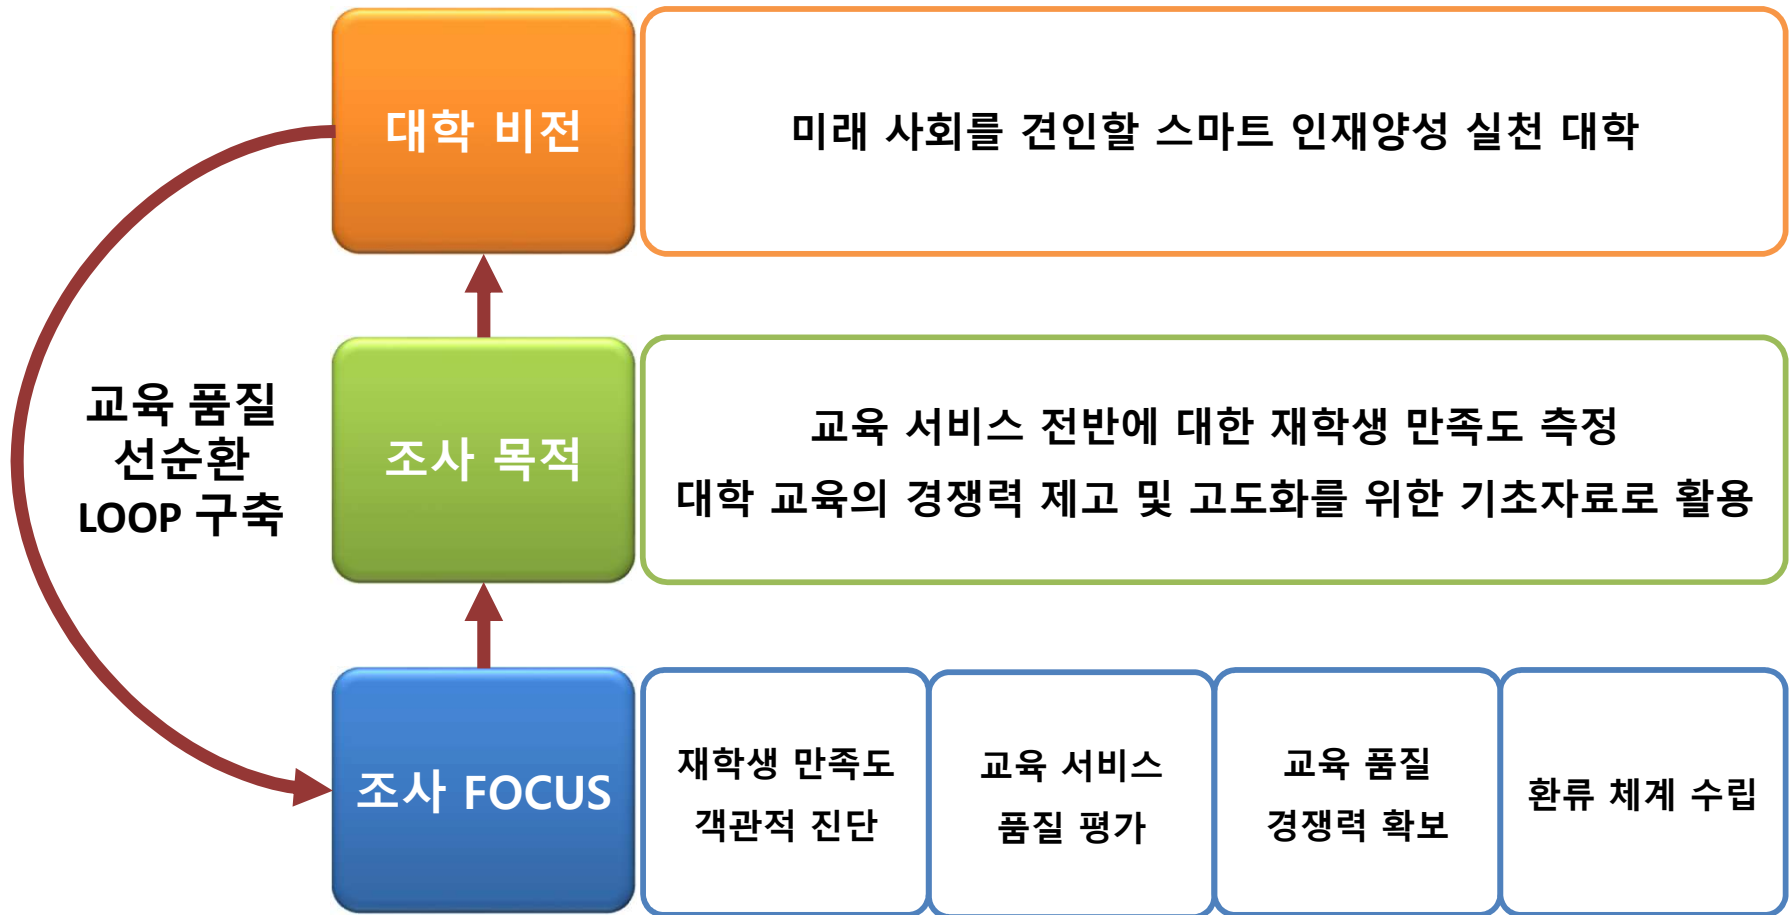 대학 비전
미래 사회를 견인할 스마트 인재양성 실천 대학
교육 품질
선순환
LOOP 구축
조사 목적
교육 서비스 전반에 대한 재학생 만족도 측정
대학 교육의 경쟁력 제고 및 고도화를 위한 기초자료로 활용
조사 FOCUS
재학생 만족도
객관적 진단
교육 서비스
품질 평가
교육 품질
경쟁력 확보
환류 체계 수립